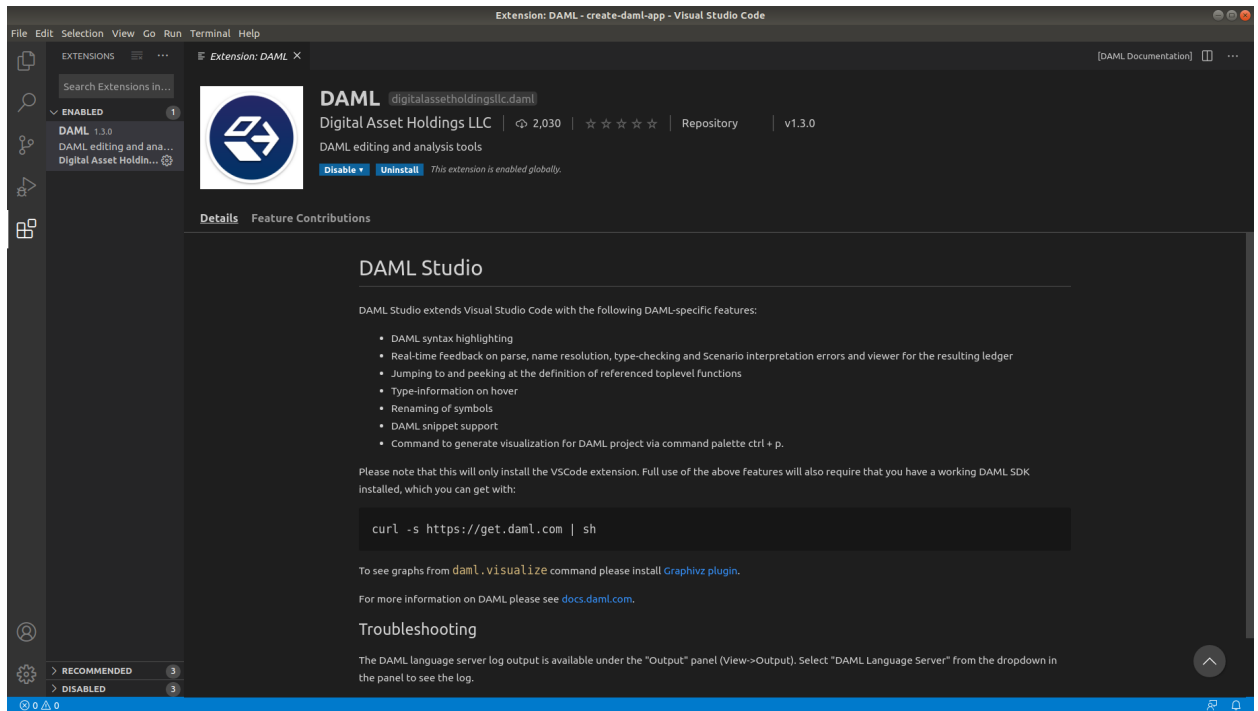 Extension: DAML - create-daml-app - Visual Studio Code
File Edit Selection View Go Run Terminal Help
EXTENSIONS
Extension: DAML
[DAML Documentation]
Search Extensions in...
ENABLED 1
DAML 1.3.0
DAML editing and ana...
Digital Asset Holdin...
DAML digitalassetholdingsllc.daml
Digital Asset Holdings LLC 2,030 Repository v1.3.0
DAML editing and analysis tools
Disable Uninstall This extension is enabled globally.
Details Feature Contributions
DAML Studio
DAML Studio extends Visual Studio Code with the following DAML-specific features:
• DAML syntax highlighting
• Real-time feedback on parse, name resolution, type-checking and Scenario interpretation errors and viewer for the resulting ledger
• Jumping to and peeking at the definition of referenced toplevel functions
• Type-information on hover
• Renaming of symbols
• DAML snippet support
• Command to generate visualization for DAML project via command palette ctrl + p.
Please note that this will only install the VSCode extension. Full use of the above features will also require that you have a working DAML SDK
installed, which you can get with:
curl -s https://get.daml.com | sh
To see graphs from daml.visualize command please install Graphivz plugin.
For more information on DAML please see docs.daml.com.
Troubleshooting
The DAML language server log output is available under the "Output" panel (View->Output). Select "DAML Language Server" from the dropdown in
the panel to see the log.
RECOMMENDED 3
DISABLED 3
0 0